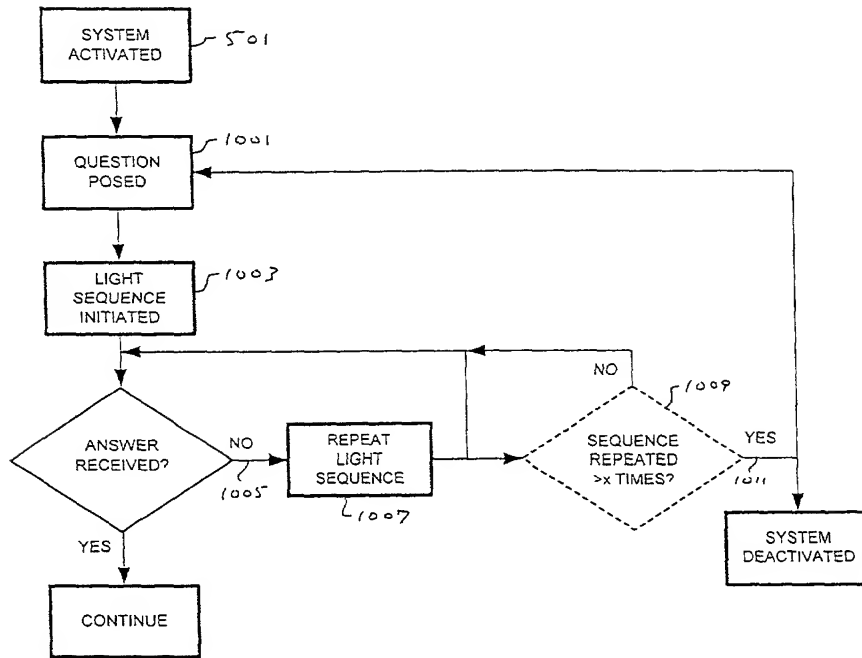 SYSTEM
ACTIVATED
501
QUESTION
POSED
1001
LIGHT
SEQUENCE
INITIATED
1003
ANSWER
RECEIVED?
NO
1005
REPEAT
LIGHT
SEQUENCE
1007
NO
1009
SEQUENCE
REPEATED
>x TIMES?
YES
1011
SYSTEM
DEACTIVATED
YES
CONTINUE